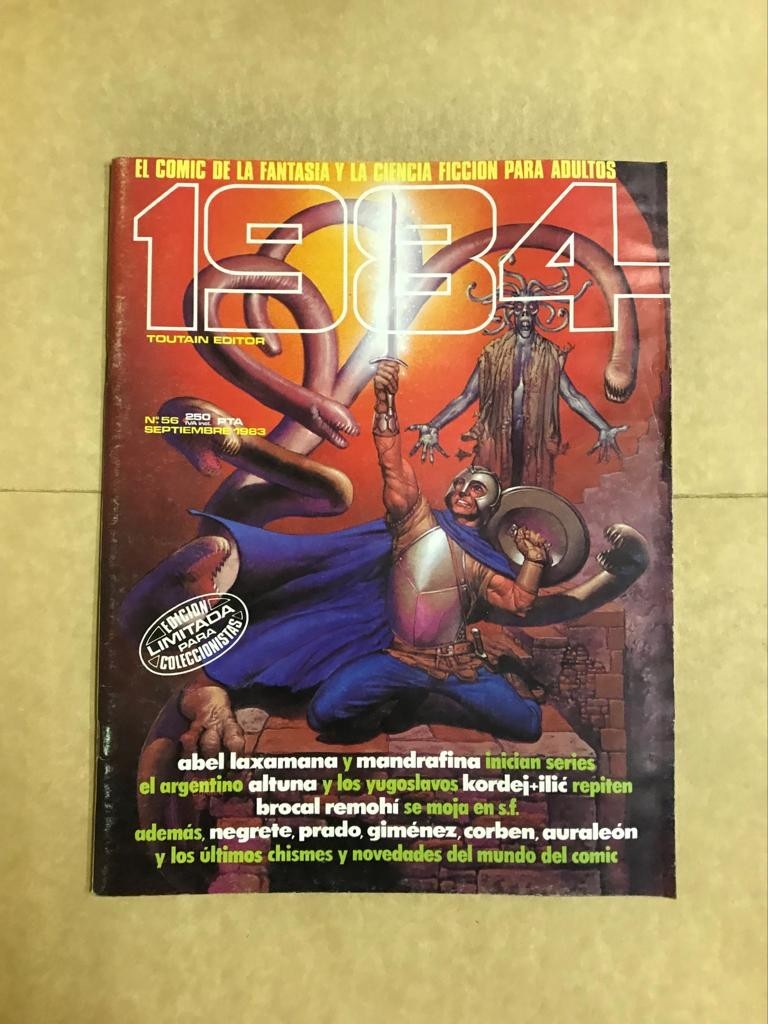 EL COMIC DE LA FANTASIA Y LA CIENCIA FICCION PARA ADULTOS
1984
TOUTAIN EDITOR
Nº 56 250 PTA
IVA incl.
SEPTIEMBRE 1983
EDICION
LIMITADA
PARA
COLECCIONISTAS
abel laxamana y mandrafina inician series
el argentino altuna y los yugoslavos kordej+ilić repiten
brocal remohí se moja en s.f.
además, negrete, prado, giménez, corben, auraleón
y los últimos chismes y novedades del mundo del comic